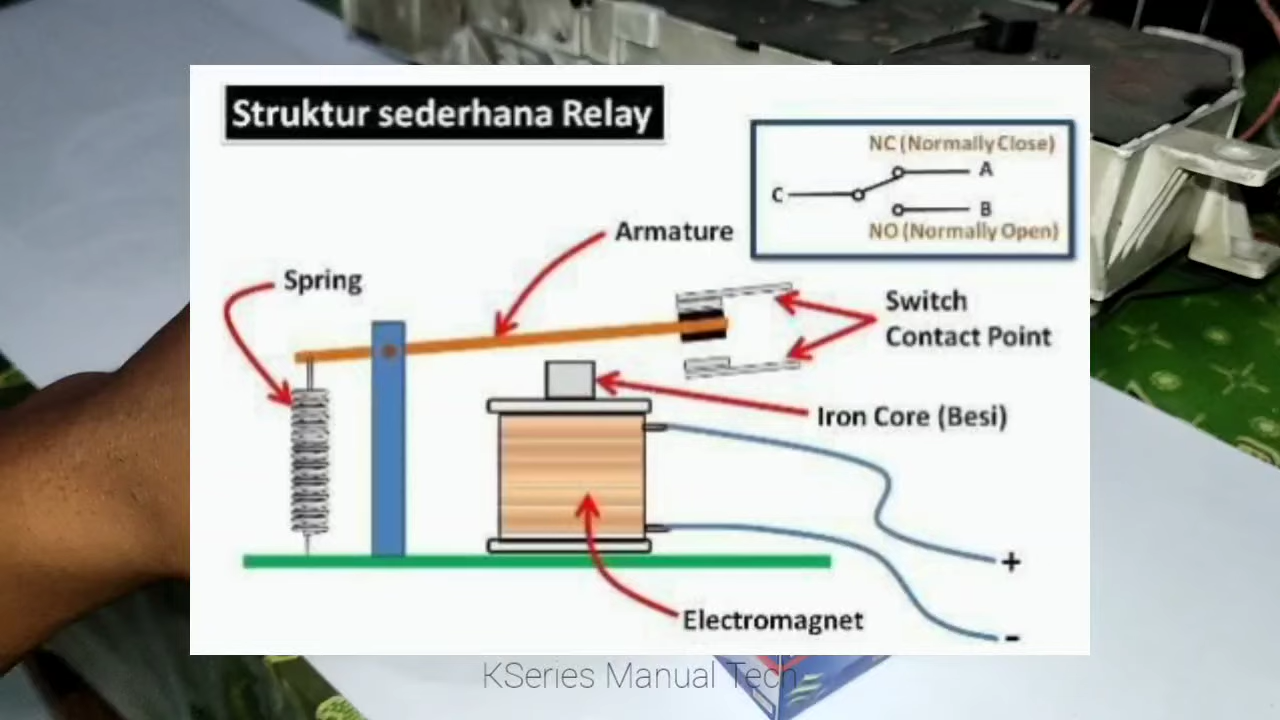 Struktur sederhana Relay
NC (Normally Close)
A
C
B
NO (Normally Open)
Armature
Spring
Switch
Contact Point
Iron Core (Besi)
+
Electromagnet
-
KSeries Manual Tech